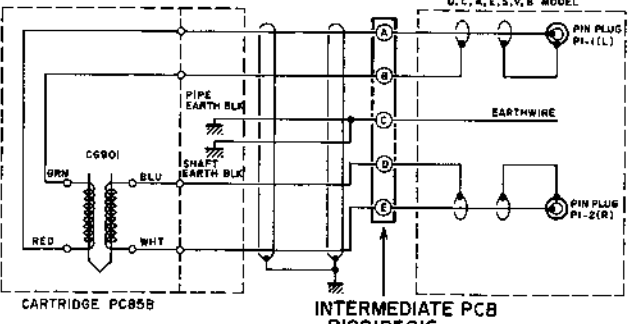 U, C, A, E, S, V, B MODEL
A
PIN PLUG
P1-1(L)
B
PIPE
EARTH BLK
C
EARTHWIRE
C6901
SHAFT
EARTH BLK
D
GRN
BLU
E
PIN PLUG
P1-2(R)
RED
WHT
CARTRIDGE PC85B
INTERMEDIATE PCB